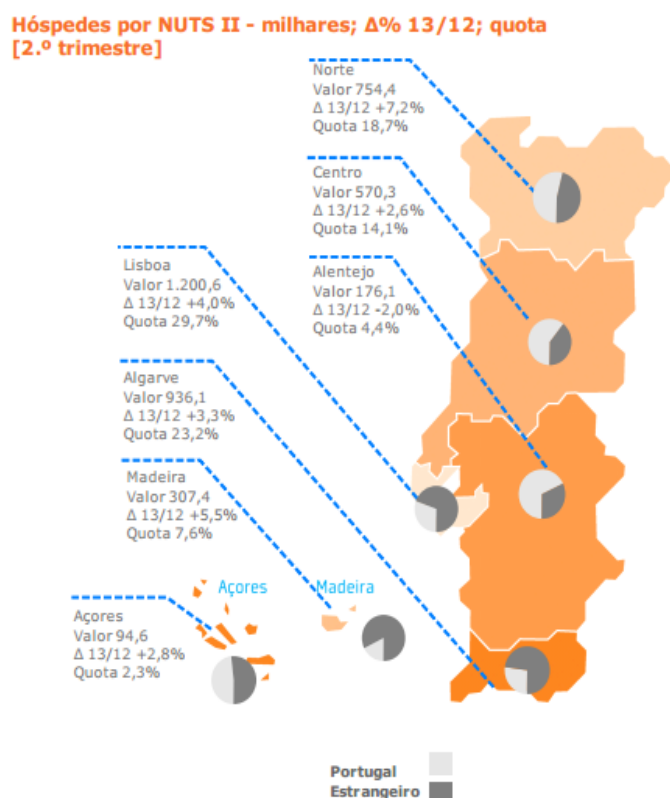 Hóspedes por NUTS II - milhares; Δ% 13/12; quota
[2.º trimestre]
Norte
Valor 754,4
Δ 13/12 +7,2%
Quota 18,7%
Centro
Valor 570,3
Δ 13/12 +2,6%
Quota 14,1%
Lisboa
Valor 1.200,6
Δ 13/12 +4,0%
Quota 29,7%
Alentejo
Valor 176,1
Δ 13/12 -2,0%
Quota 4,4%
Algarve
Valor 936,1
Δ 13/12 +3,3%
Quota 23,2%
Madeira
Valor 307,4
Δ 13/12 +5,5%
Quota 7,6%
Açores
Madeira
Açores
Valor 94,6
Δ 13/12 +2,8%
Quota 2,3%
Portugal
Estrangeiro